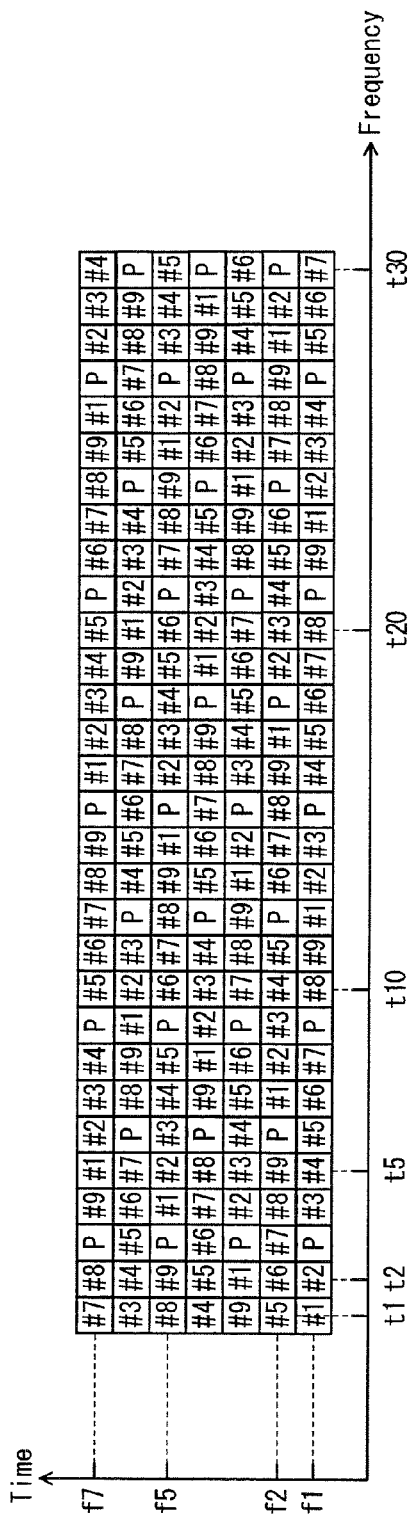 Time
f7 #7 #8 P #9 #1 #2 #3 #4 P #5 #6 #7 #8 #9 P #1 #2 #3 #4 #5 P #6 #7 #8 #9 #1 P #2 #3 #4
#3 #4 #5 #6 #7 P #8 #9 #1 #2 #3 P #4 #5 #6 #7 #8 P #9 #1 #2 #3 #4 P #5 #6 #7 #8 #9 P
f5 #8 #9 P #1 #2 #3 #4 #5 P #6 #7 #8 #9 #1 P #2 #3 #4 #5 #6 P #7 #8 #9 #1 #2 P #3 #4 #5
#4 #5 #6 #7 #8 P #9 #1 #2 #3 #4 P #5 #6 #7 #8 #9 P #1 #2 #3 #4 #5 P #6 #7 #8 #9 #1 P
#9 #1 P #2 #3 #4 #5 #6 P #7 #8 #9 #1 #2 P #3 #4 #5 #6 #7 P #8 #9 #1 #2 #3 P #4 #5 #6
f2 #5 #6 #7 #8 #9 P #1 #2 #3 #4 #5 P #6 #7 #8 #9 #1 P #2 #3 #4 #5 #6 P #7 #8 #9 #1 #2 P
f1 #1 #2 P #3 #4 #5 #6 #7 P #8 #9 #1 #2 #3 P #4 #5 #6 #7 #8 P #9 #1 #2 #3 #4 P #5 #6 #7
Frequency
t1 t2 t5 t10 t20 t30